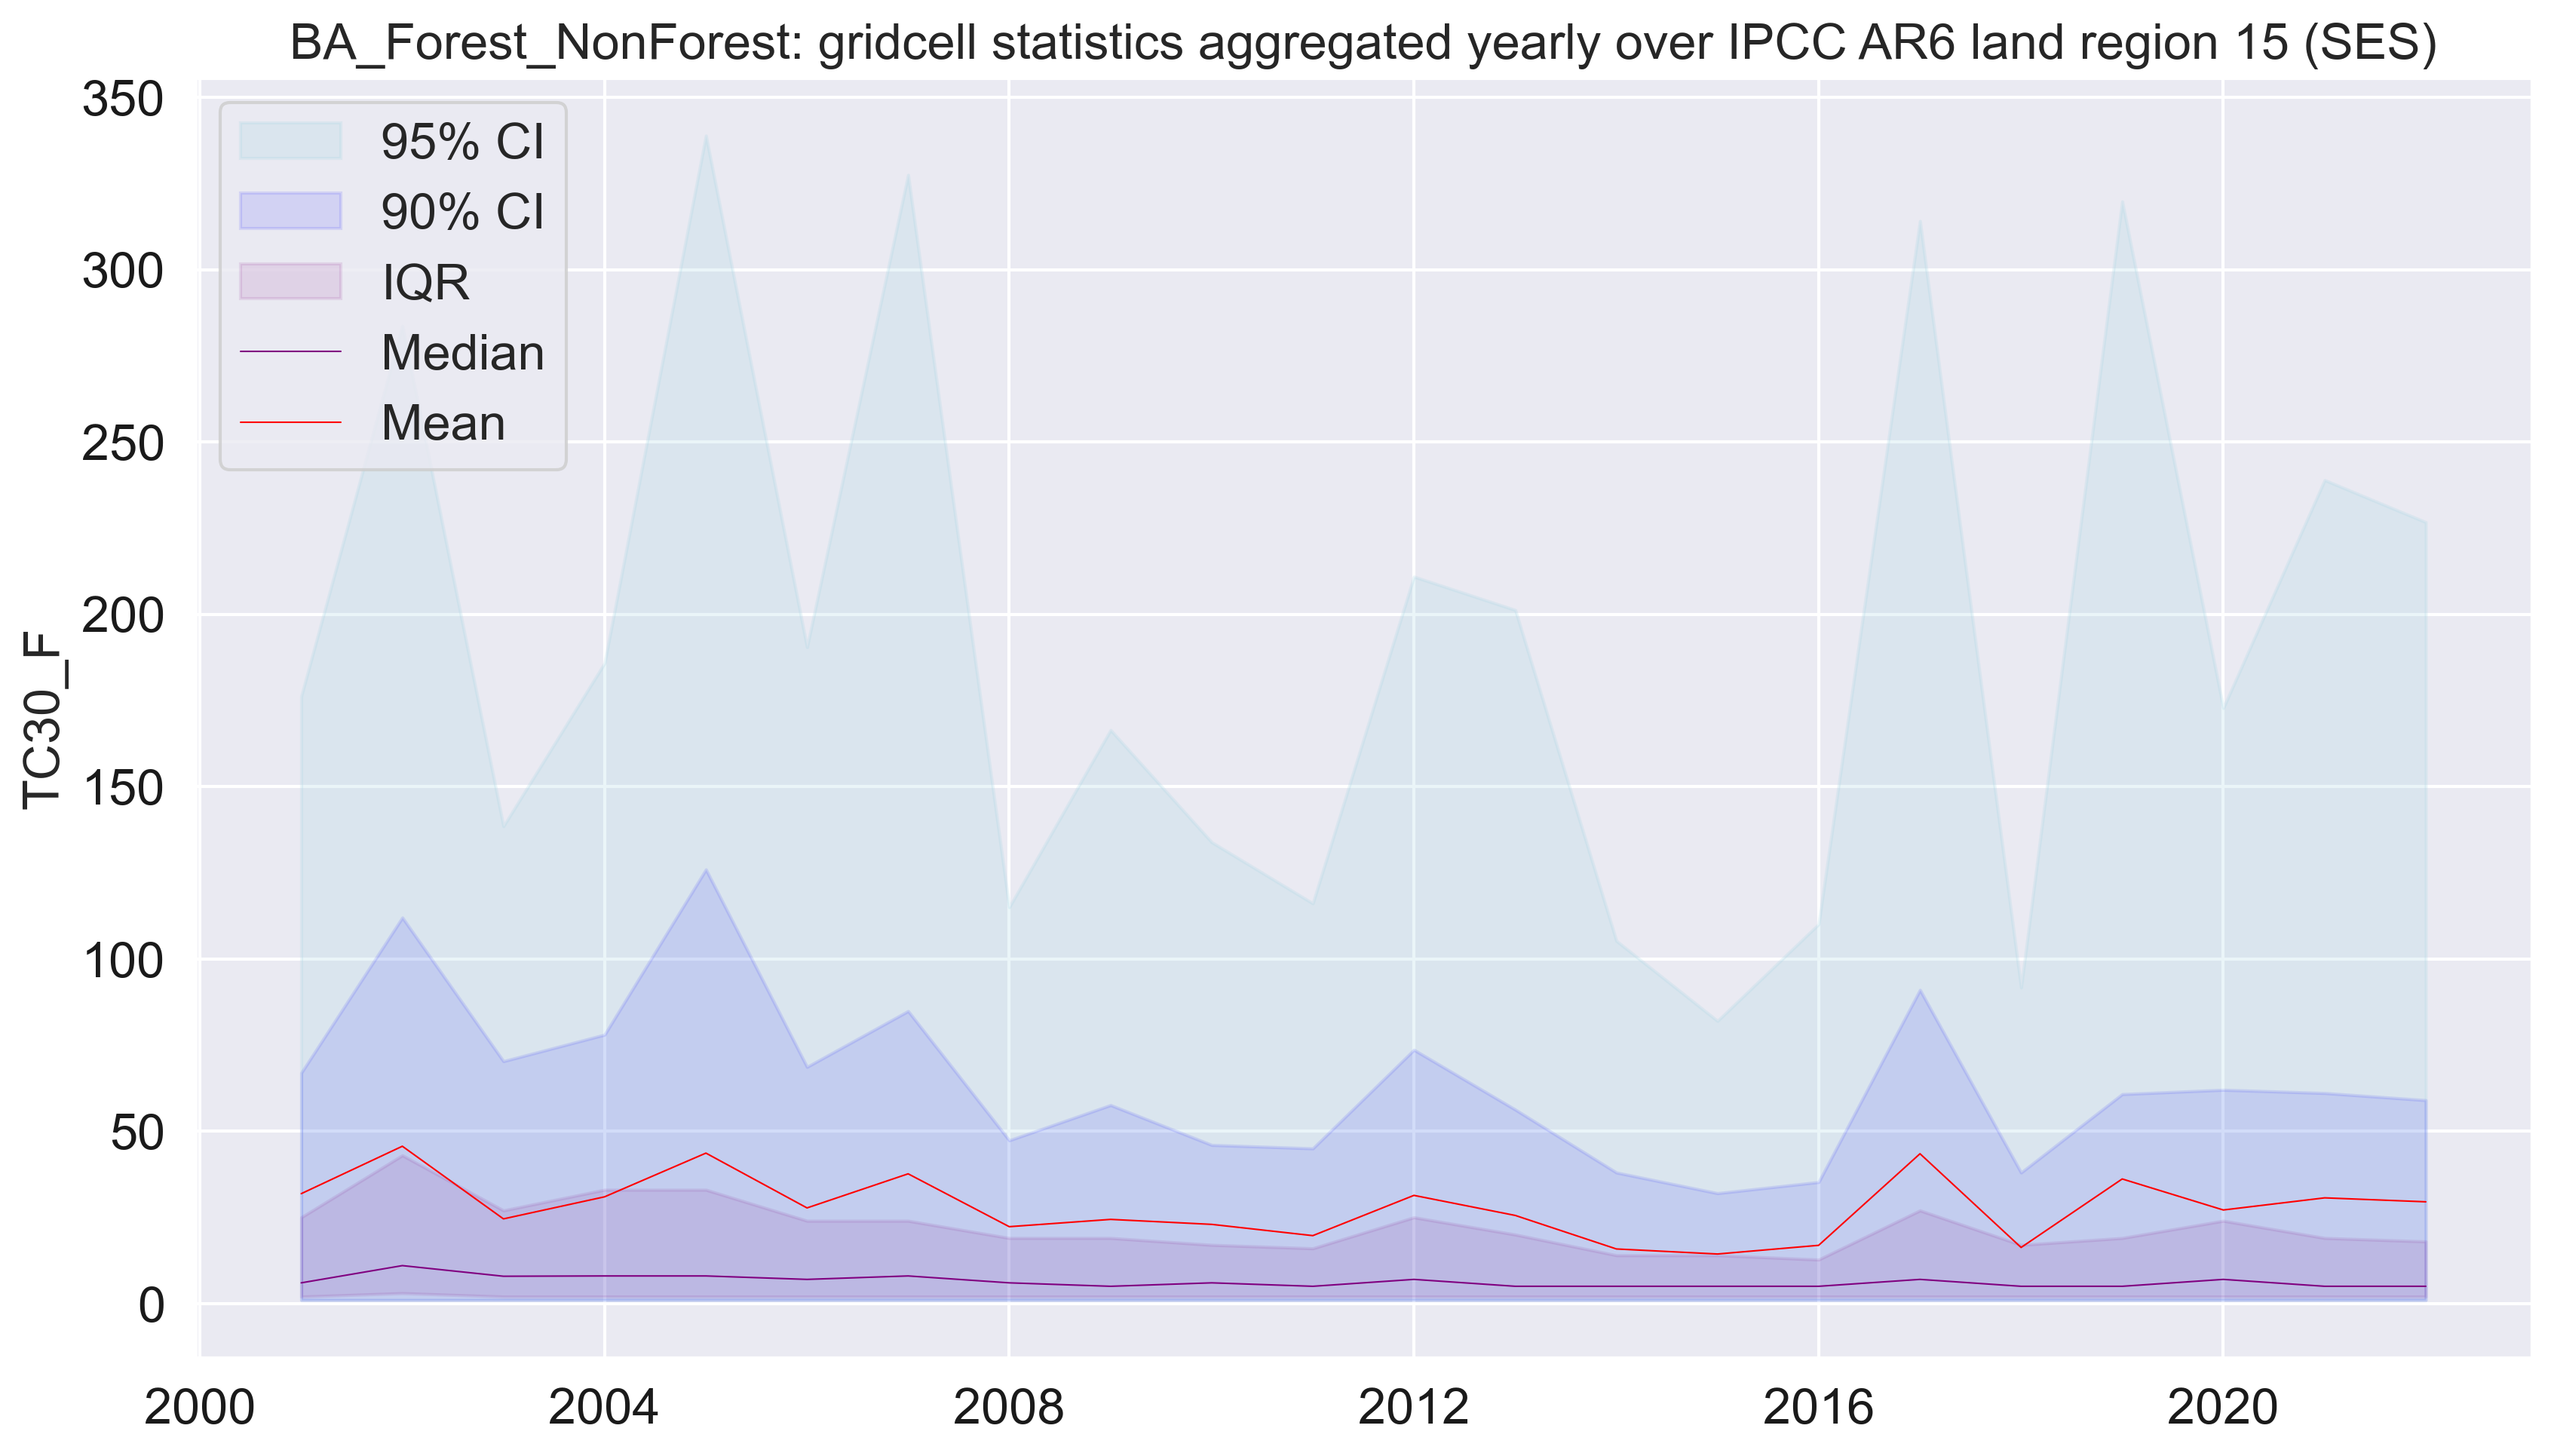 BA_Forest_NonForest: gridcell statistics aggregated yearly over IPCC AR6 land region 15 (SES)
350
300
250
200
150
100
50
0
TC30_F
95% CI
90% CI
IQR
Median
Mean
2000 2004 2008 2012 2016 2020